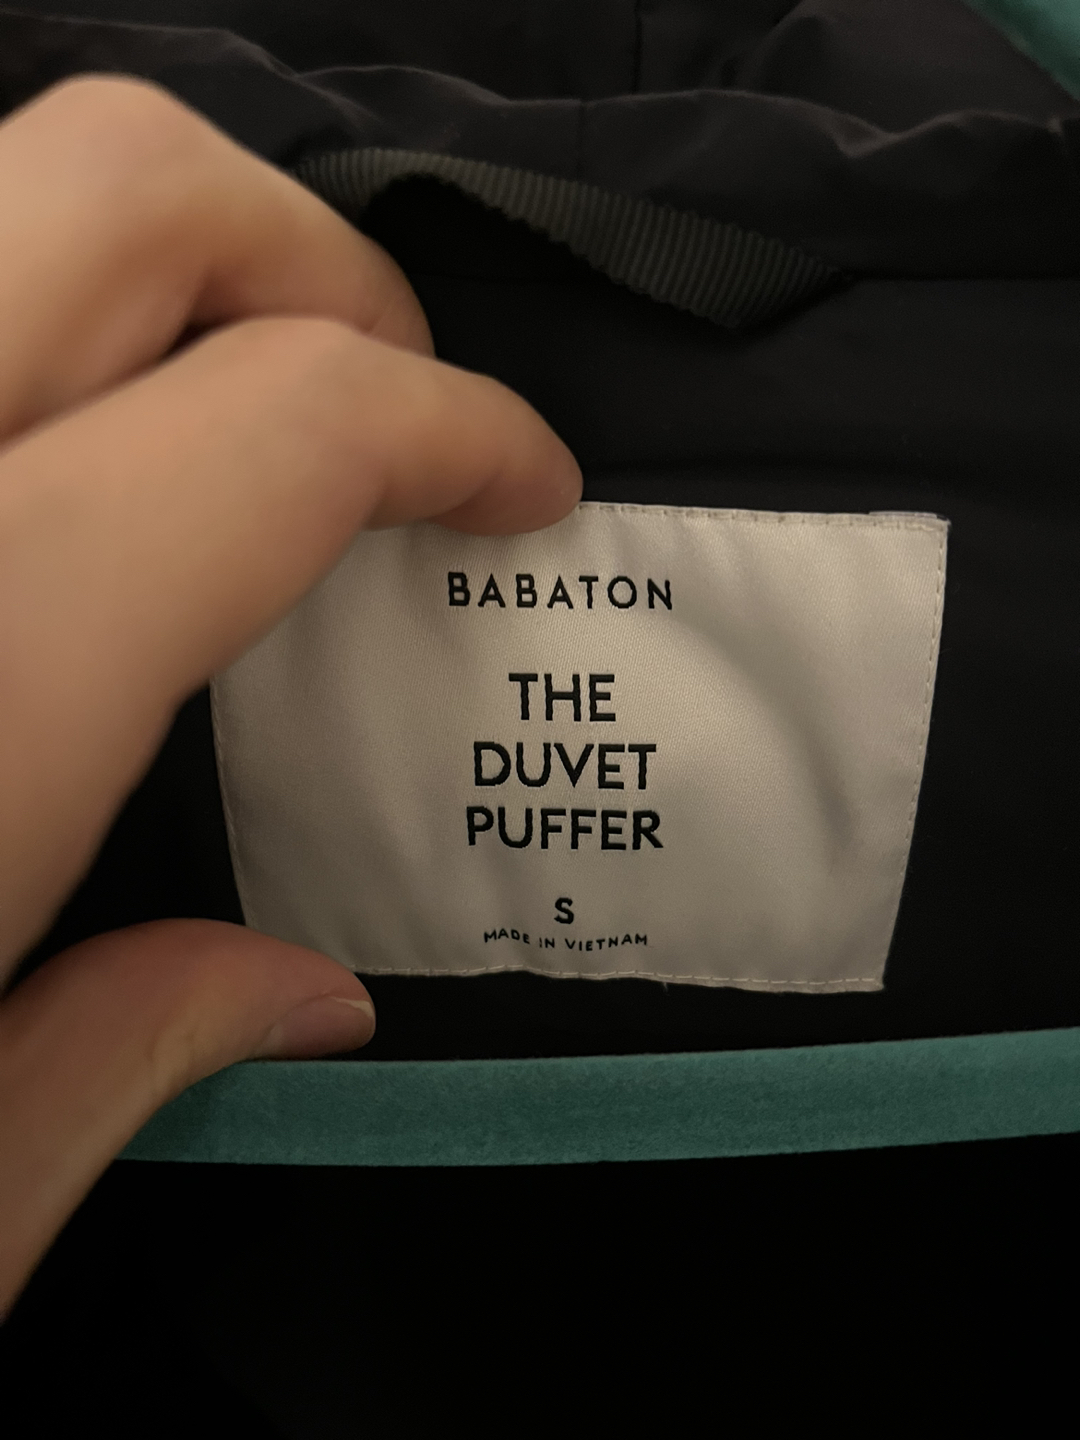 BABATON
THE
DUVET
PUFFER
S
MADE IN VIETNAM